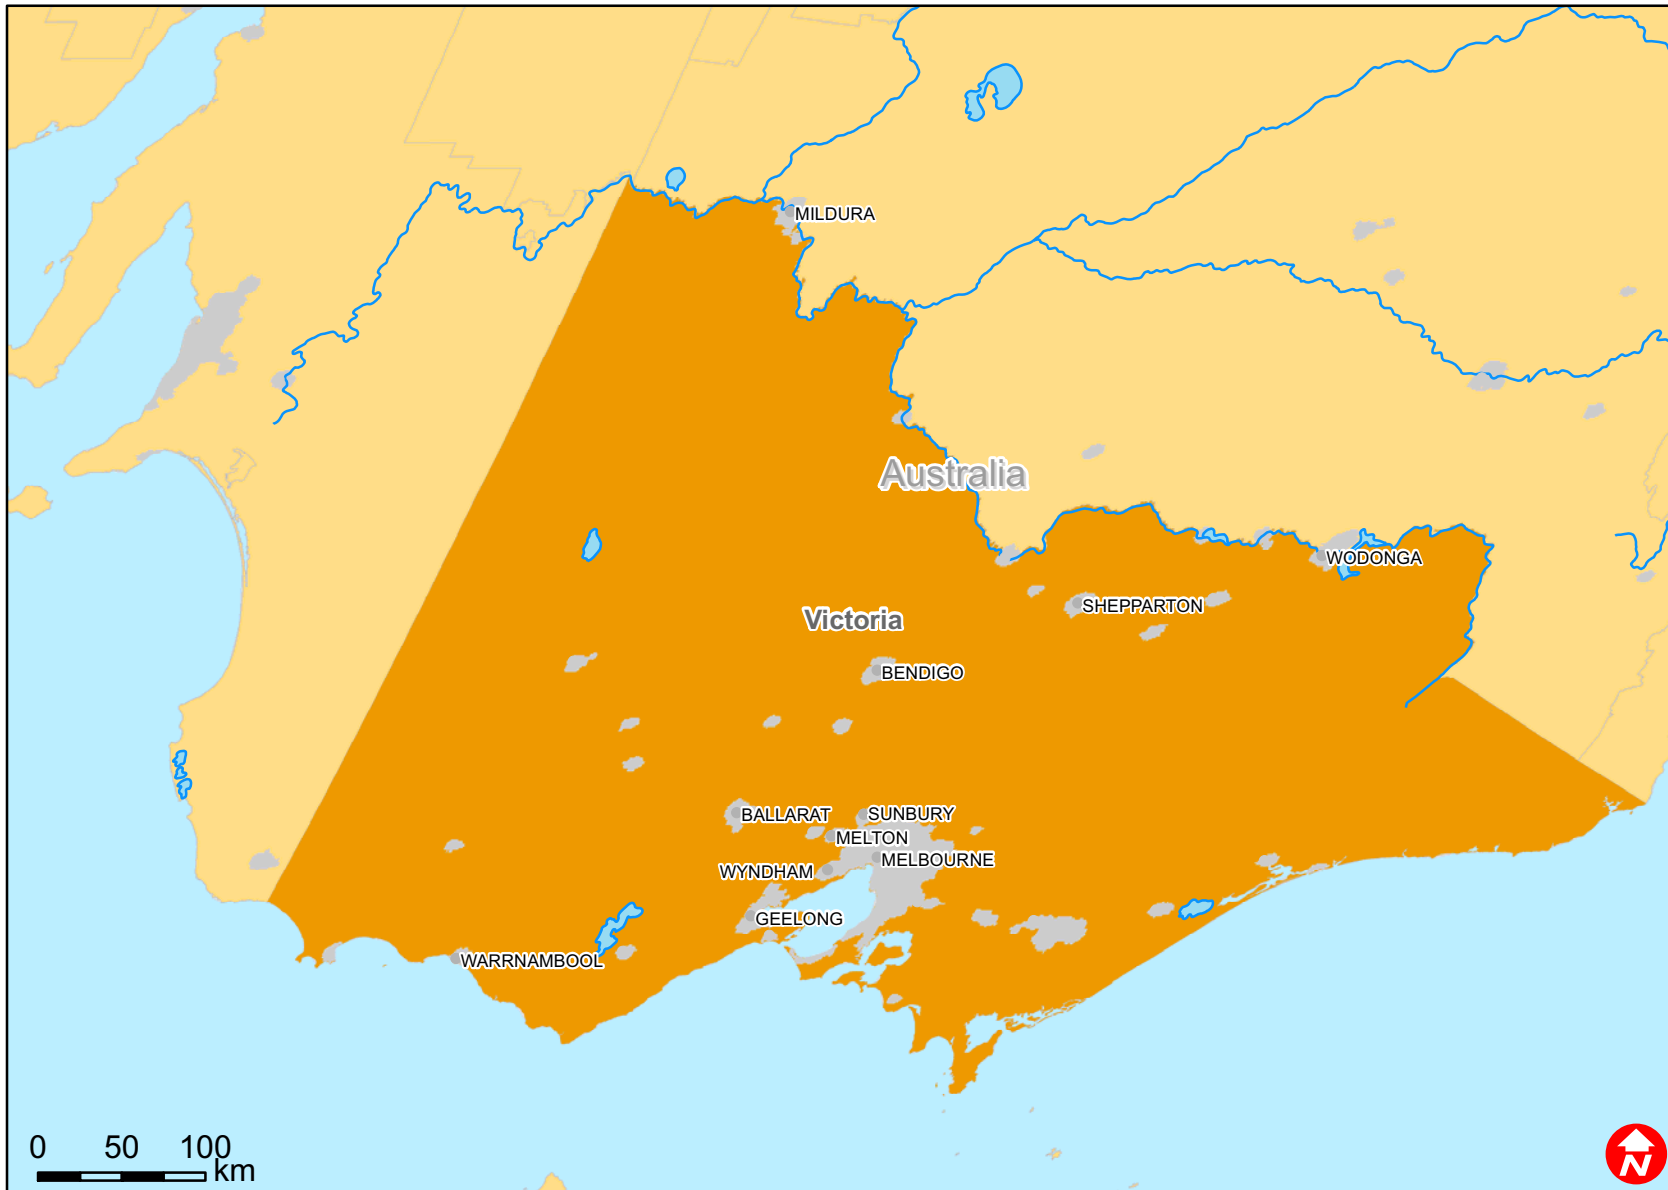 MILDURA
Australia
WODONGA
SHEPPARTON
Victoria
BENDIGO
BALLARAT
SUNBURY
MELTON
MELBOURNE
WYNDHAM
GEELONG
WARRNAMBOOL
0 50 100
km
N